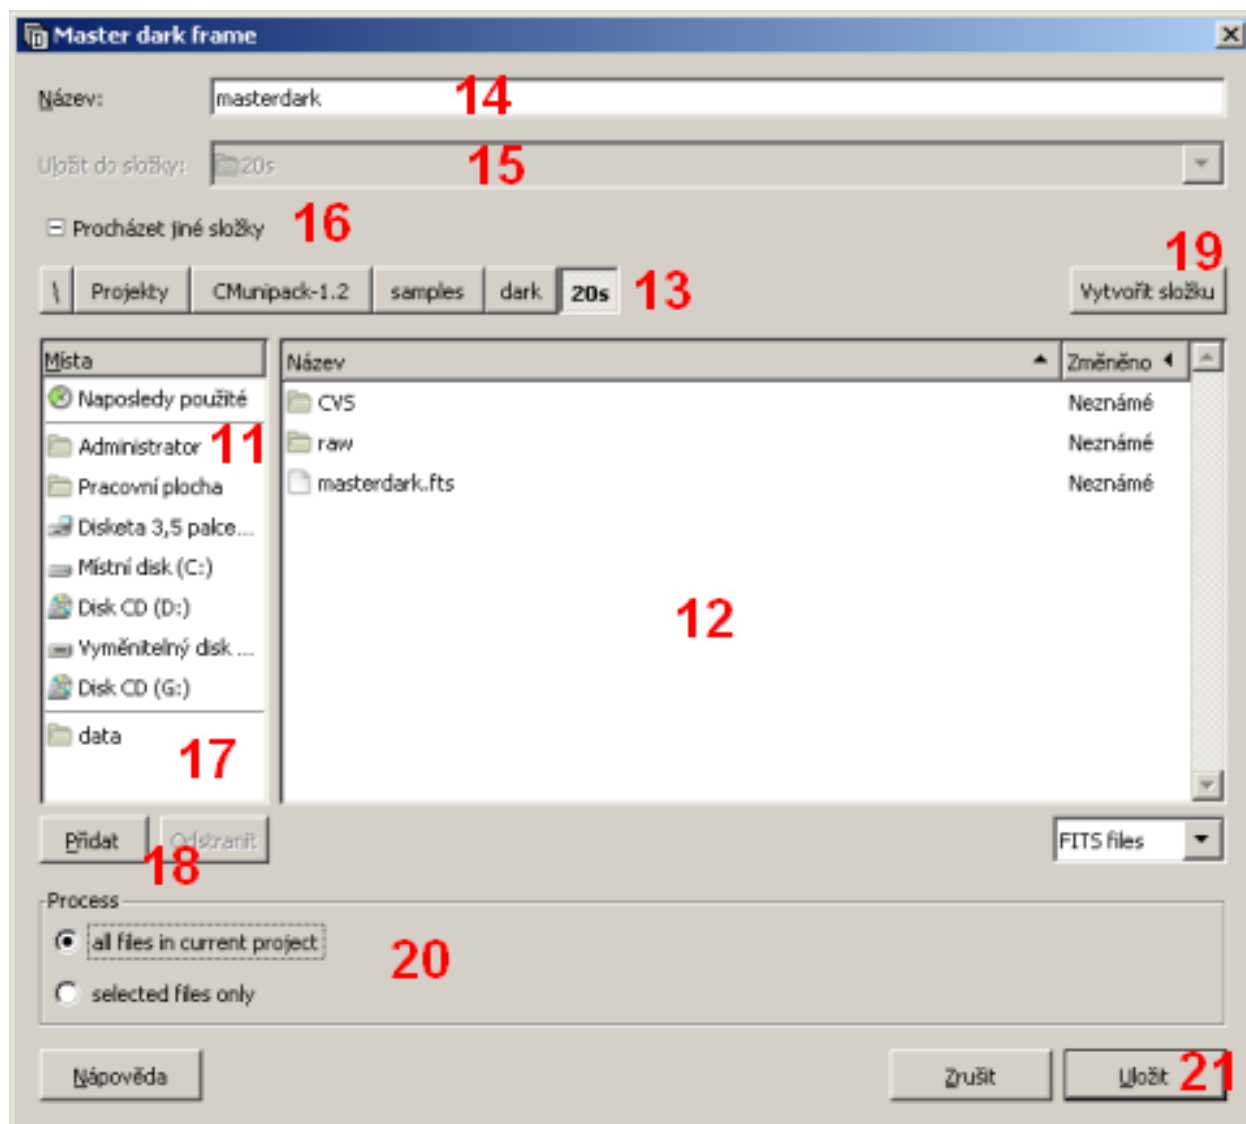 Master dark frame
Název: masterdark 14
Uložit do složky: 20s 15
Procházet jiné složky 16
19
\ Projekty CMunipack-1.2 samples dark 20s 13 Vytvořit složku
Místa Název Změněno
Naposledy použité CVS Neznámé
Administrator 11 raw Neznámé
Pracovní plocha masterdark.fts Neznámé
Disketa 3,5 palce...
Místní disk (C:)
Disk CD (D:) 12
Vyměnitelný disk ...
Disk CD (G:)
data 17
Přidat Odstranit FITS files
18
Process
all files in current project 20
selected files only
Nápověda Zrušit Uložit 21